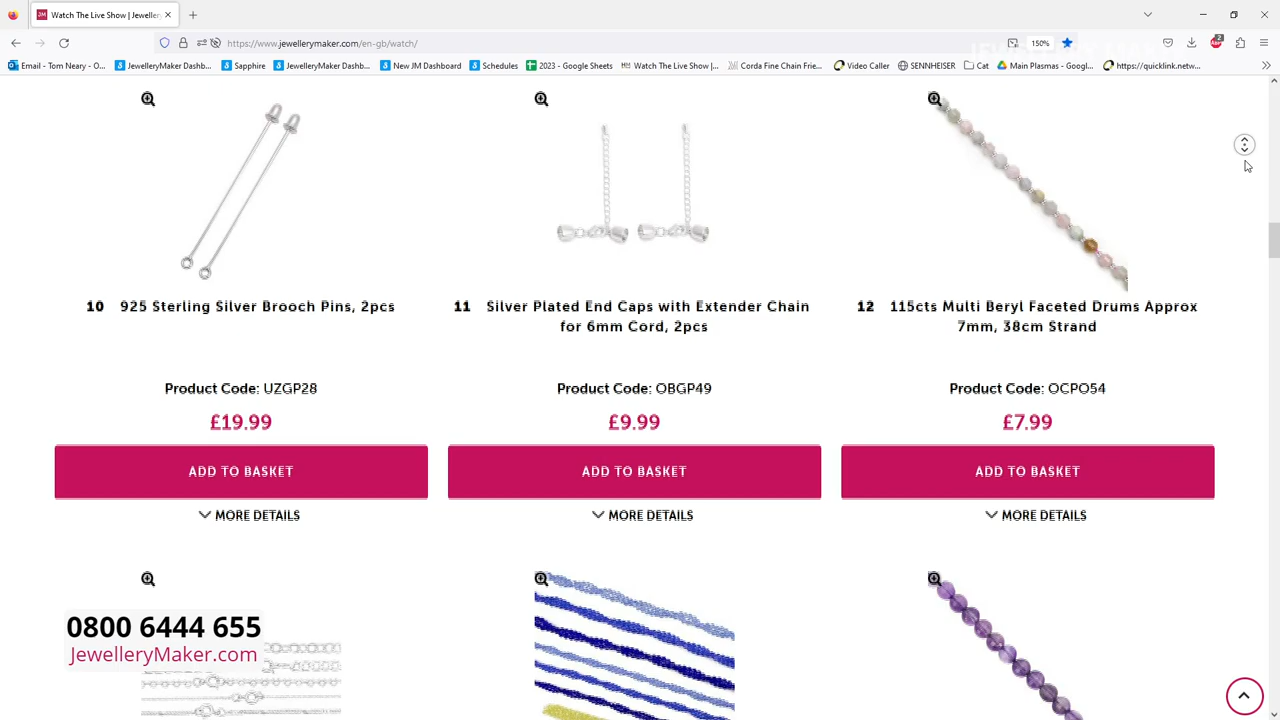 Watch The Live Show | Jeweller
https://www.jewellerymaker.com/en-gb/watch/
150%
2
Email - Tom Neary - O...
JewelleryMaker Dashb...
Sapphire
JewelleryMaker Dashb...
New JM Dashboard
Schedules
2023 - Google Sheets
Watch The Live Show |...
Corda Fine Chain Frie...
Video Caller
SENNHEISER
Cat
Main Plasmas - Googl...
https://quicklink.netw...
10 925 Sterling Silver Brooch Pins, 2pcs
Product Code: UZGP28
£19.99
ADD TO BASKET
MORE DETAILS
11 Silver Plated End Caps with Extender Chain
for 6mm Cord, 2pcs
Product Code: OBGP49
£9.99
ADD TO BASKET
MORE DETAILS
12 115cts Multi Beryl Faceted Drums Approx
7mm, 38cm Strand
Product Code: OCPO54
£7.99
ADD TO BASKET
MORE DETAILS
0800 6444 655
JewelleryMaker.com